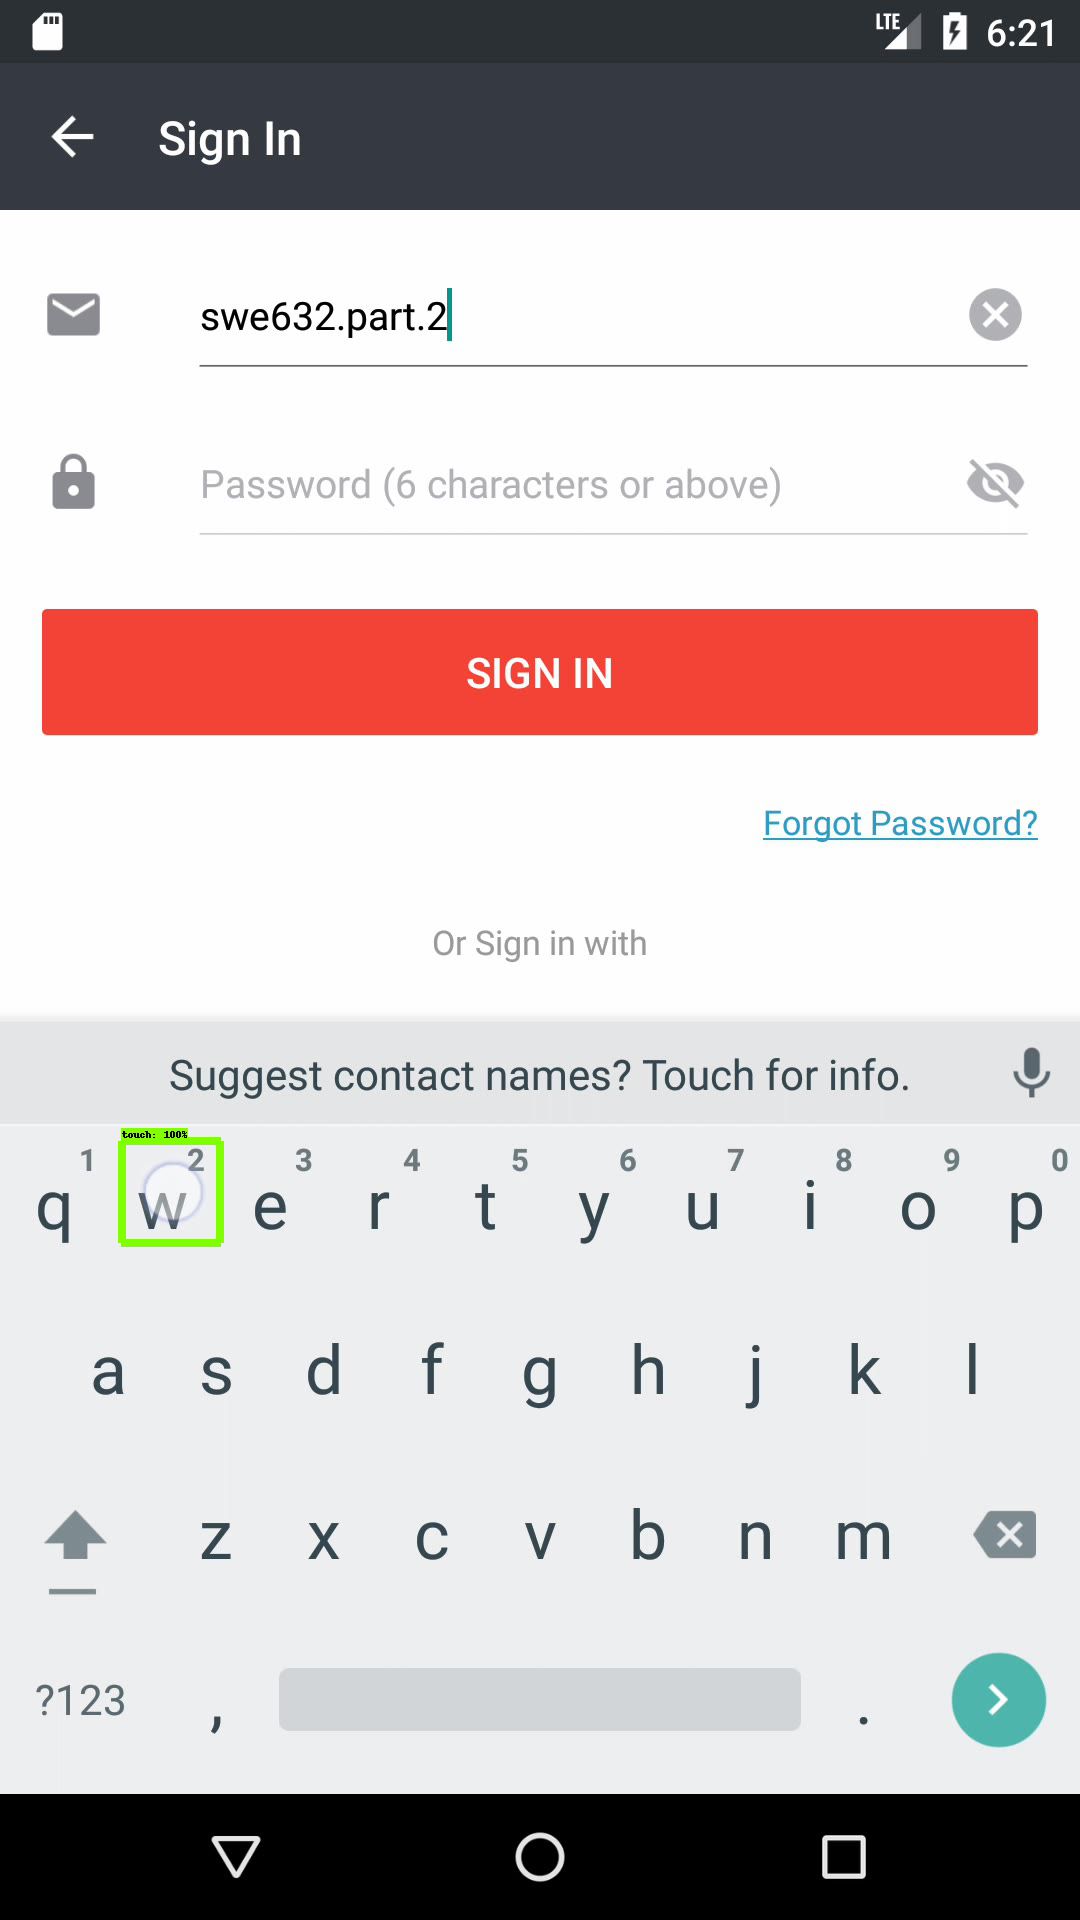 LTE 6:21
Sign In
swe632.part.2
Password (6 characters or above)
SIGN IN
Forgot Password?
Or Sign in with
Suggest contact names? Touch for info.
touch: 100%
1 2 3 4 5 6 7 8 9 0
q w e r t y u i o p
a s d f g h j k l
z x c v b n m
?123 , .